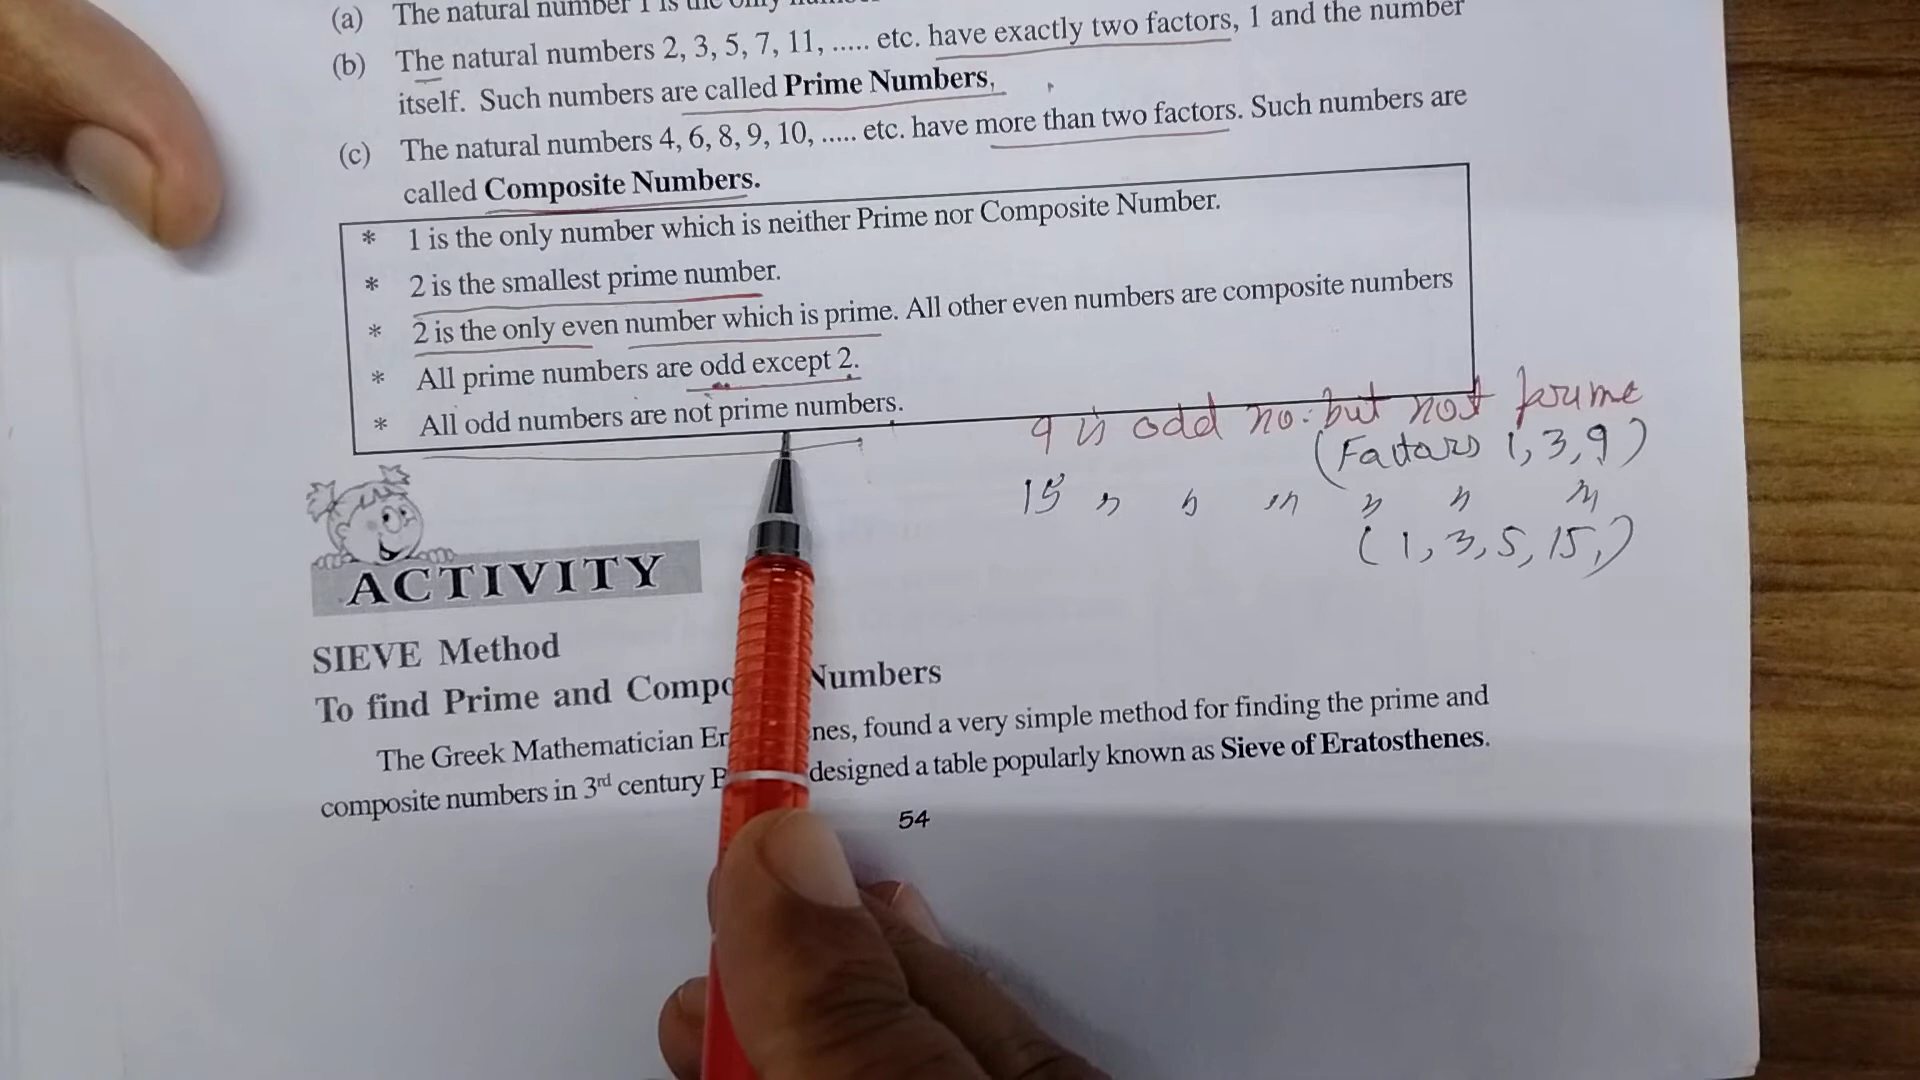 (a) The natural number 1 is the only
(b) The natural numbers 2, 3, 5, 7, 11, ..... etc. have exactly two factors, 1 and the number
itself. Such numbers are called Prime Numbers.
(c) The natural numbers 4, 6, 8, 9, 10, ..... etc. have more than two factors. Such numbers are
called Composite Numbers.
* 1 is the only number which is neither Prime nor Composite Number.
* 2 is the smallest prime number.
* 2 is the only even number which is prime. All other even numbers are composite numbers
* All prime numbers are odd except 2.
* All odd numbers are not prime numbers.
9 is odd no. but not prime
(Factors 1, 3, 9)
15 " " " " " "
(1, 3, 5, 15,)
ACTIVITY
SIEVE Method
To find Prime and Compo Numbers
The Greek Mathematician Er nes, found a very simple method for finding the prime and
composite numbers in 3rd century designed a table popularly known as Sieve of Eratosthenes.
54